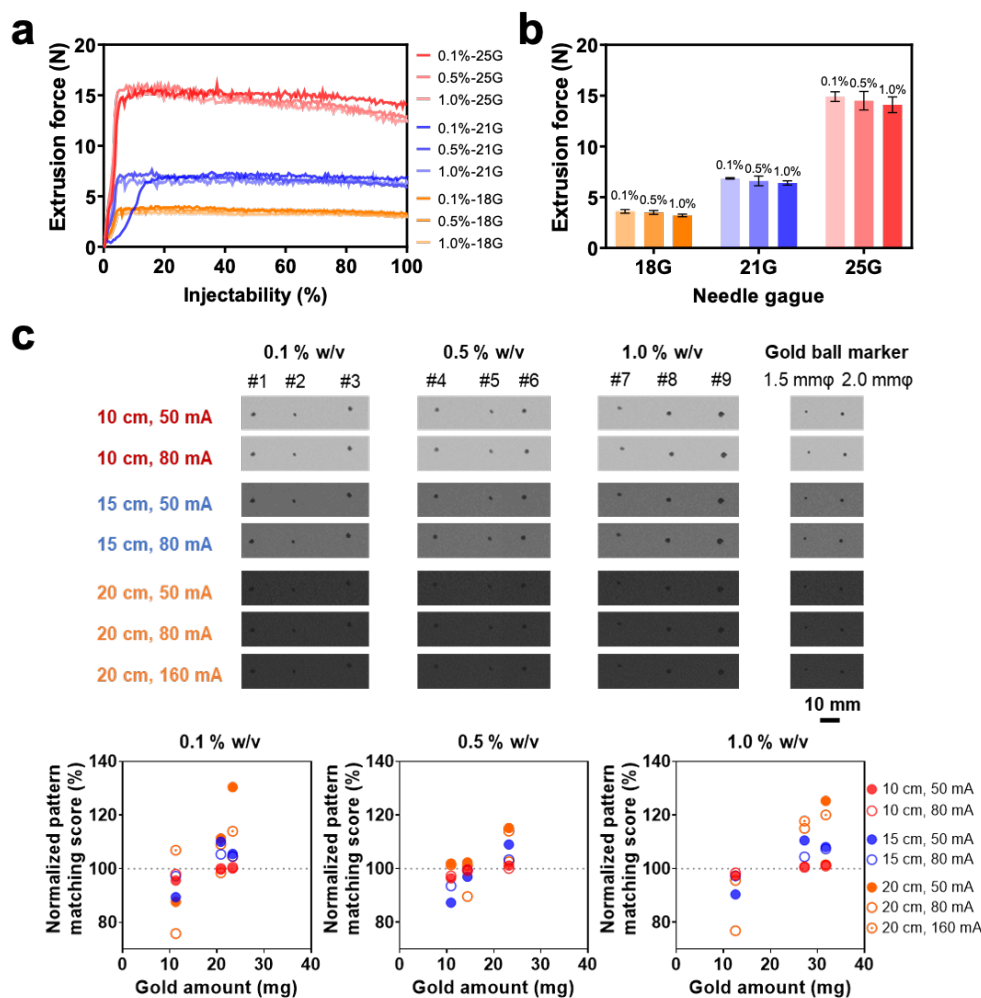 a
Extrusion force (N)
20
15
10
5
0
0 20 40 60 80 100
Injectability (%)
0.1%-25G
0.5%-25G
1.0%-25G
0.1%-21G
0.5%-21G
1.0%-21G
0.1%-18G
0.5%-18G
1.0%-18G
b
Extrusion force (N)
20
15
10
5
0
0.1% 0.5% 1.0%
0.1% 0.5% 1.0%
0.1% 0.5% 1.0%
18G 21G 25G
Needle gague
c
0.1 % w/v 0.5 % w/v 1.0 % w/v Gold ball marker
#1 #2 #3 #4 #5 #6 #7 #8 #9 1.5 mmφ 2.0 mmφ
10 cm, 50 mA
10 cm, 80 mA
15 cm, 50 mA
15 cm, 80 mA
20 cm, 50 mA
20 cm, 80 mA
20 cm, 160 mA
10 mm
0.1 % w/v
Normalized pattern
matching score (%)
140
120
100
80
0 10 20 30 40
Gold amount (mg)
0.5 % w/v
Normalized pattern
matching score (%)
140
120
100
80
0 10 20 30 40
Gold amount (mg)
1.0 % w/v
Normalized pattern
matching score (%)
140
120
100
80
0 10 20 30 40
Gold amount (mg)
10 cm, 50 mA
10 cm, 80 mA
15 cm, 50 mA
15 cm, 80 mA
20 cm, 50 mA
20 cm, 80 mA
20 cm, 160 mA